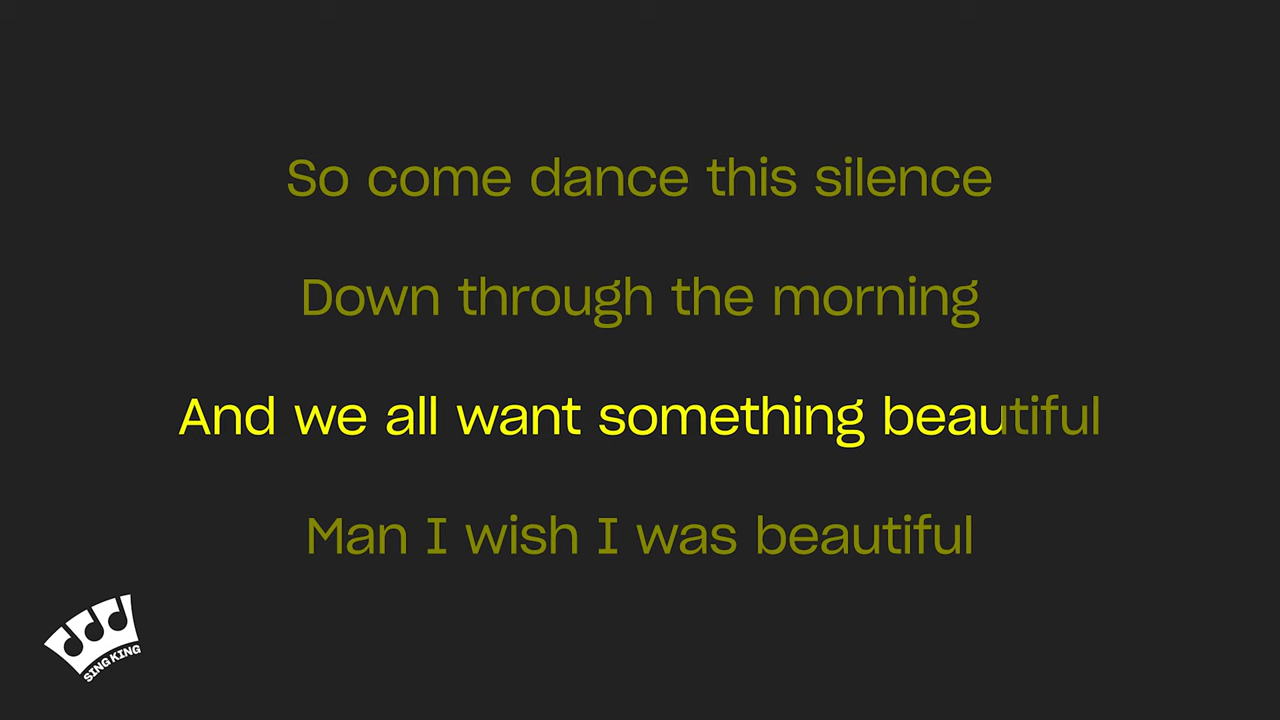 So come dance this silence
Down through the morning
And we all want something beautiful
Man I wish I was beautiful
SING KING